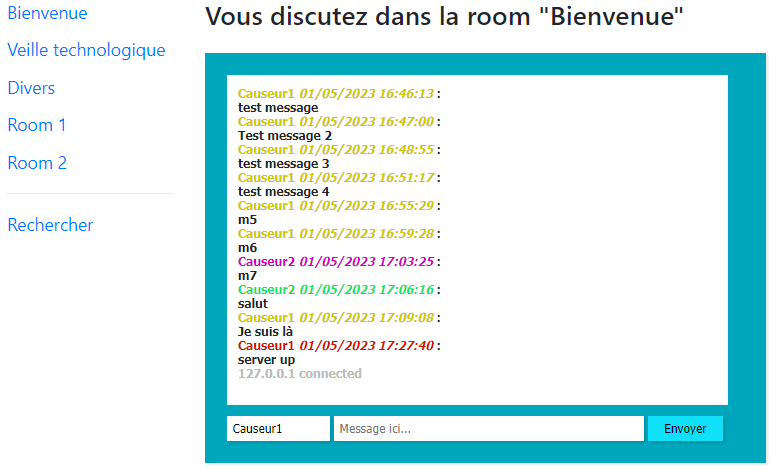 Bienvenue
Veille technologique
Divers
Room 1
Room 2
Rechercher
Vous discutez dans la room "Bienvenue"
Causeur1 01/05/2023 16:46:13 :
test message
Causeur1 01/05/2023 16:47:00 :
Test message 2
Causeur1 01/05/2023 16:48:55 :
test message 3
Causeur1 01/05/2023 16:51:17 :
test message 4
Causeur1 01/05/2023 16:55:29 :
m5
Causeur1 01/05/2023 16:59:28 :
m6
Causeur2 01/05/2023 17:03:25 :
m7
Causeur2 01/05/2023 17:06:16 :
salut
Causeur1 01/05/2023 17:09:08 :
Je suis là
Causeur1 01/05/2023 17:27:40 :
server up
127.0.0.1 connected
Causeur1 Message ici... Envoyer